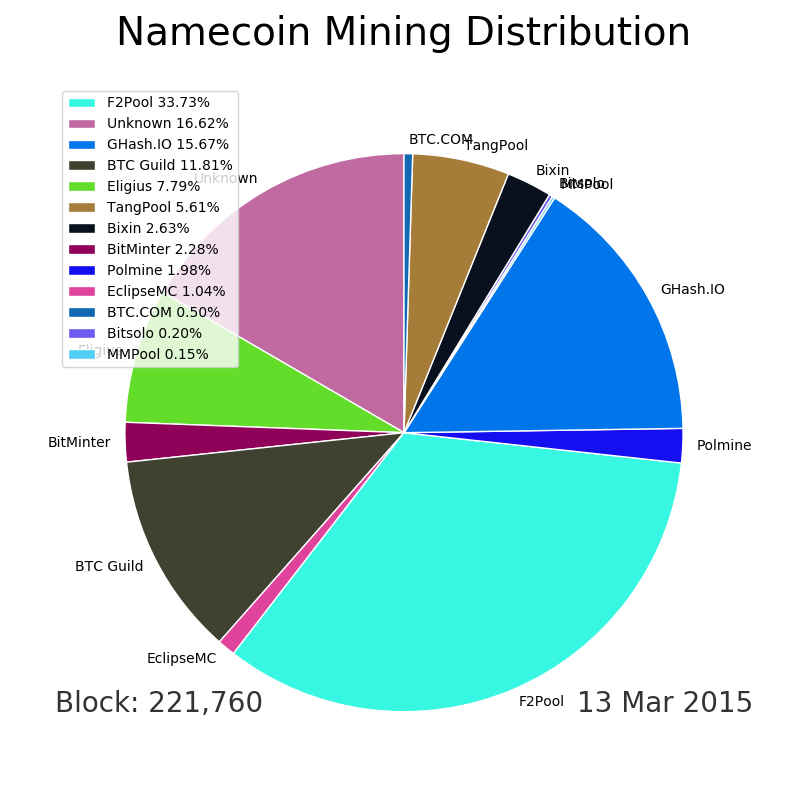 Namecoin Mining Distribution
F2Pool 33.73%
Unknown 16.62%
GHash.IO 15.67%
BTC Guild 11.81%
Eligius 7.79%
TangPool 5.61%
Bixin 2.63%
BitMinter 2.28%
Polmine 1.98%
EclipseMC 1.04%
BTC.COM 0.50%
Bitsolo 0.20%
MMPool 0.15%
BTC.COM
TangPool
Bixin
Bitsolo
MMPool
Unknown
GHash.IO
Eligius
BitMinter
Polmine
BTC Guild
EclipseMC
F2Pool
Block: 221,760
13 Mar 2015